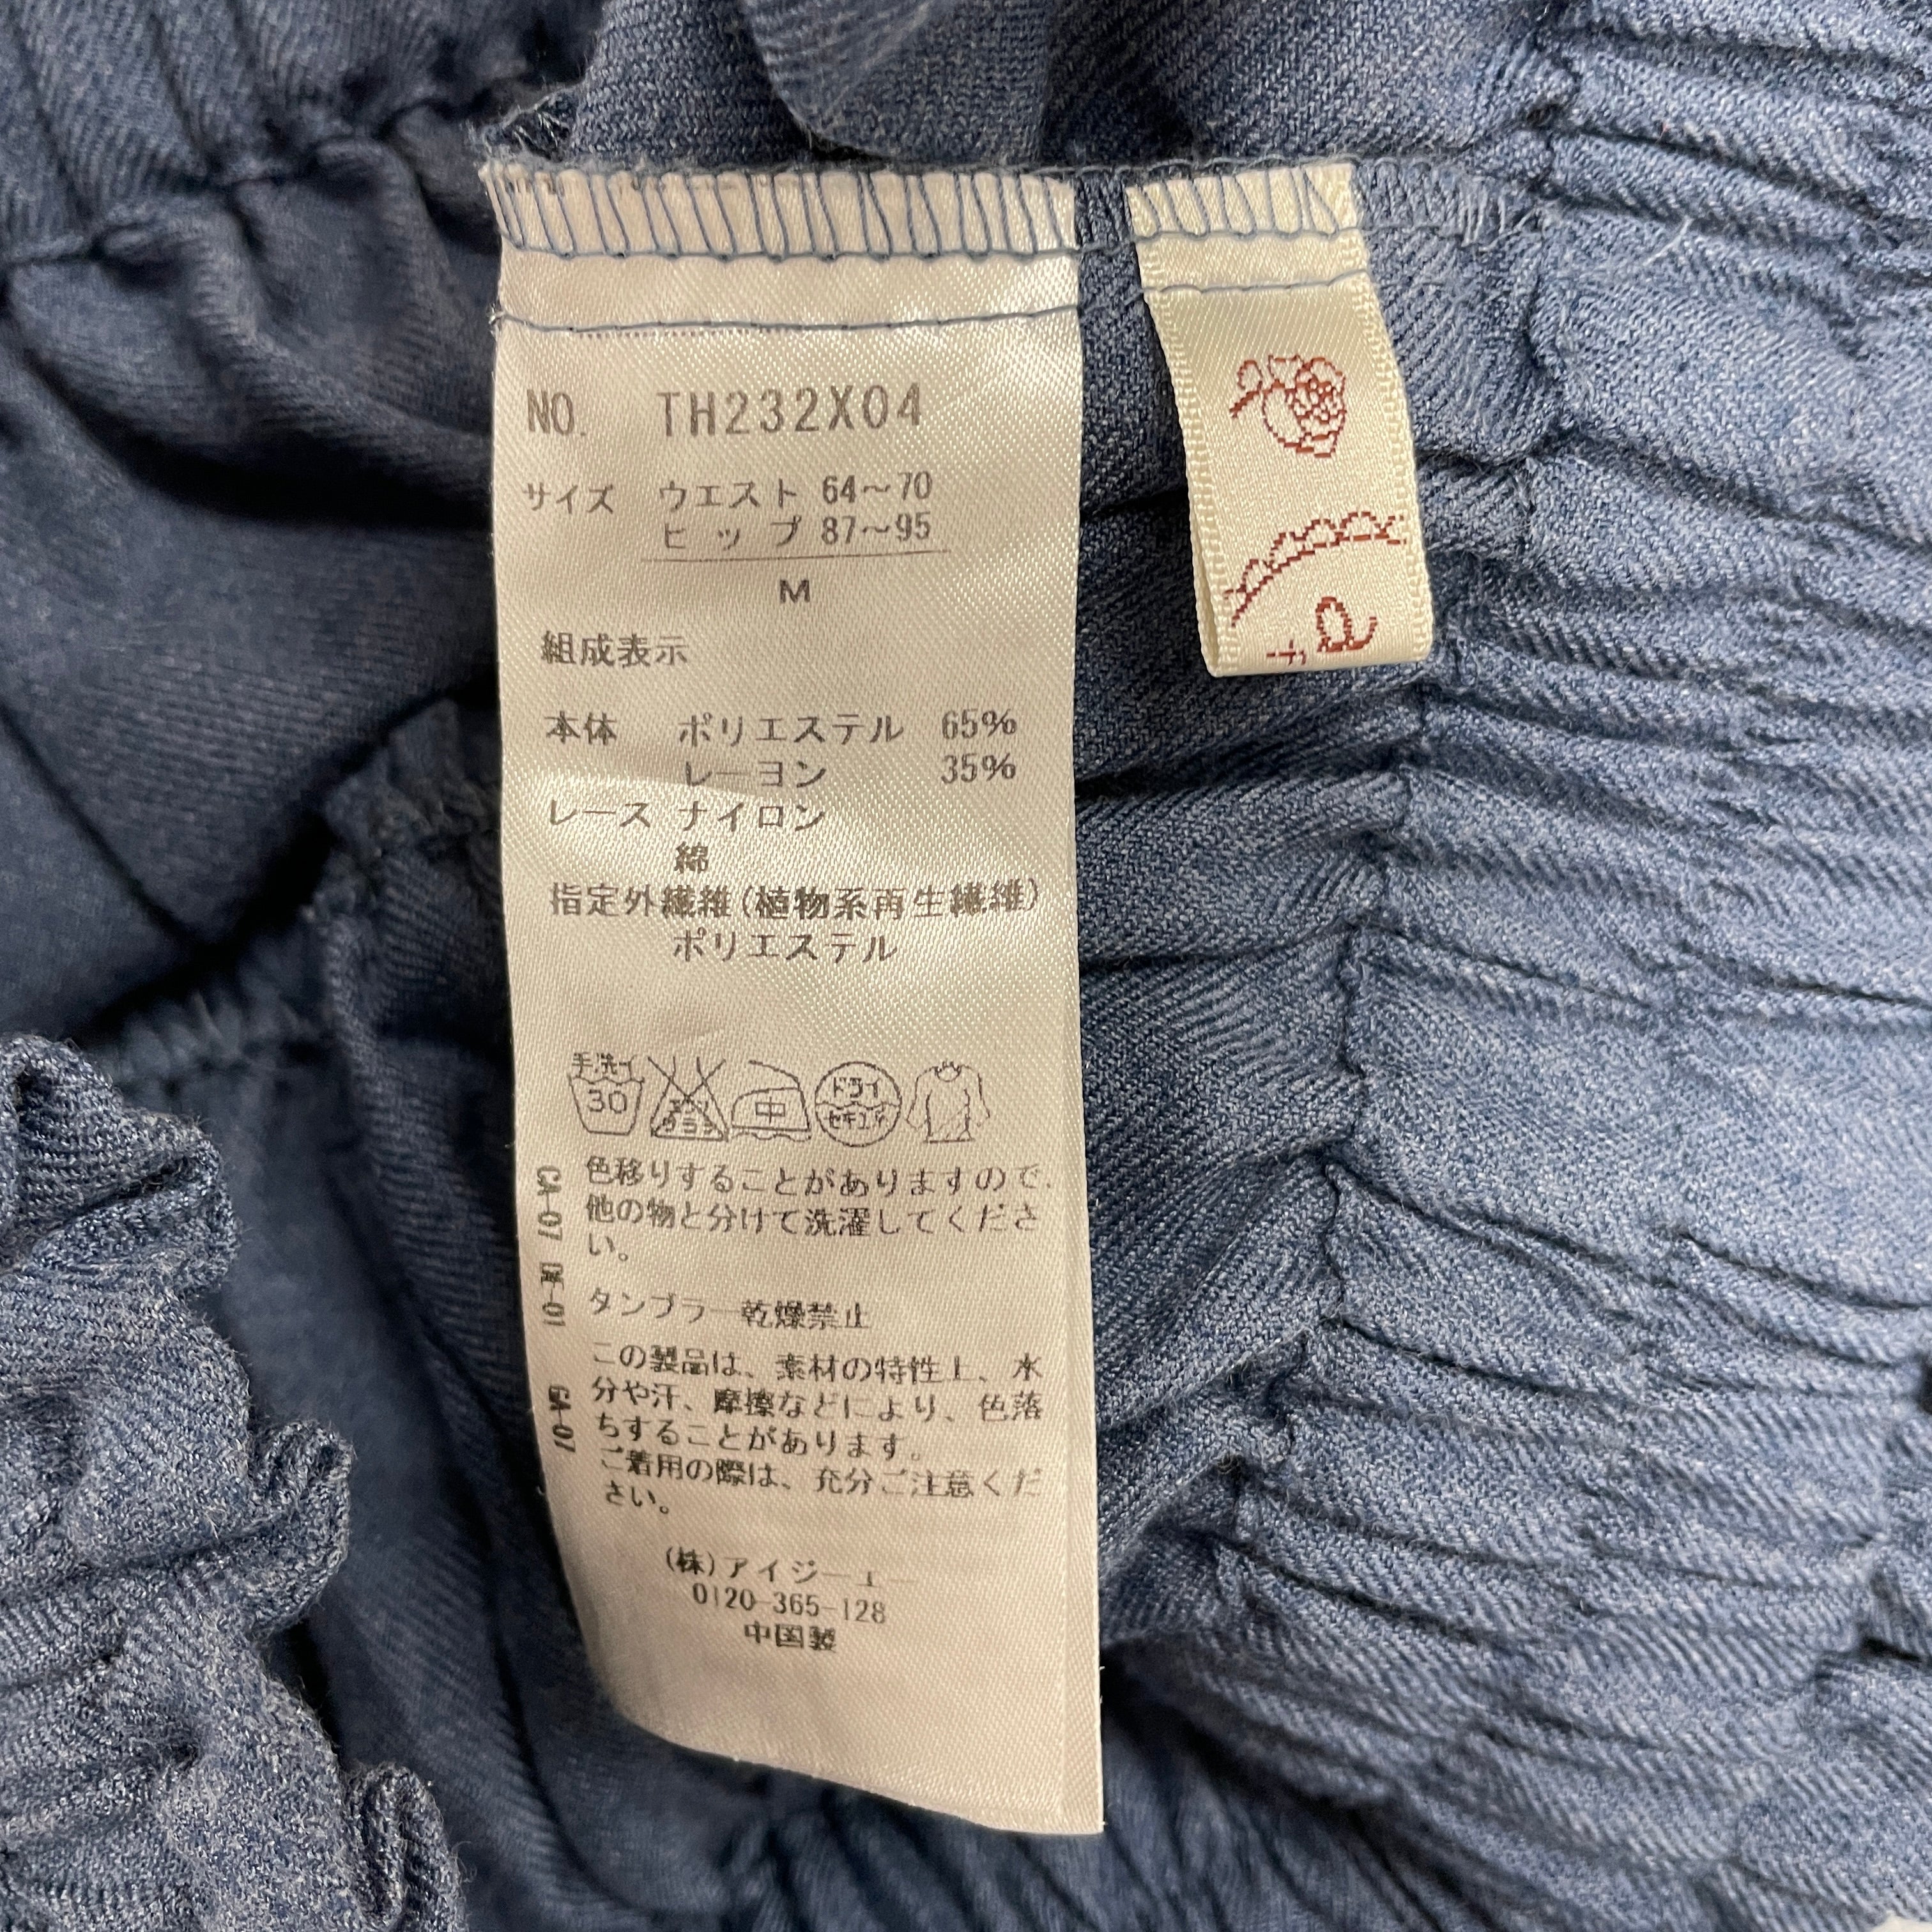 NO. TH232X04
サイズ ウエスト 64〜70
ヒップ 87〜95
M
組成表示
本体 ポリエステル 65%
レーヨン 35%
レース ナイロン
綿
指定外繊維(植物系再生繊維)
ポリエステル
手洗イ
30
中
ドライ
セキユ系
色移りすることがありますので、
他の物と分けて洗濯してくださ
い。
タンブラー乾燥禁止
この製品は、素材の特性上、水
分や汗、摩擦などにより、色落
ちすることがあります。
ご着用の際は、充分ご注意くだ
さい。
(株)アイジーエー
0120-365-128
中国製
CA-07
GA-07
a
f